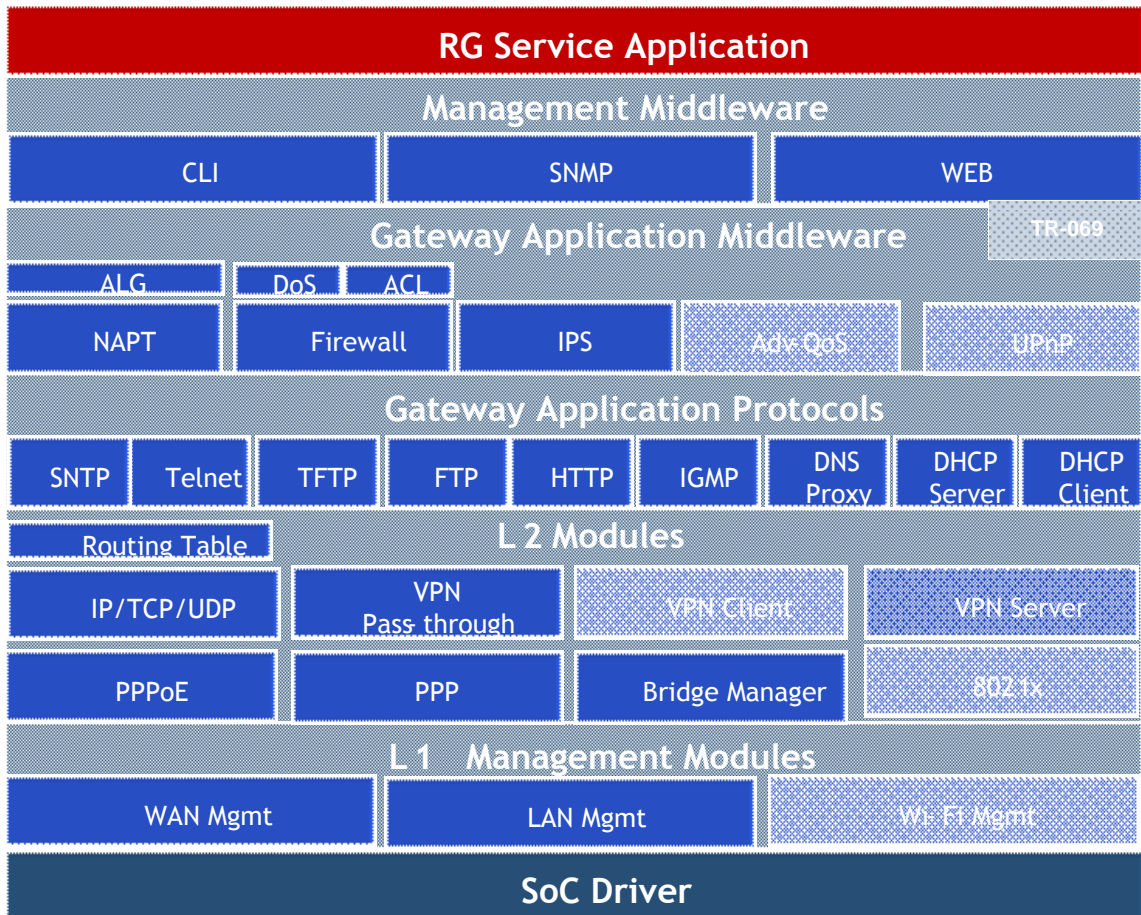 RG Service Application
Management Middleware
CLI
SNMP
WEB
TR-069
Gateway Application Middleware
ALG
DoS
ACL
NAPT
Firewall
IPS
Adv-QoS
UPnP
Gateway Application Protocols
SNTP
Telnet
TFTP
FTP
HTTP
IGMP
DNS
Proxy
DHCP
Server
DHCP
Client
L 2 Modules
Routing Table
IP/TCP/UDP
VPN
Pass- through
VPN Client
VPN Server
PPPoE
PPP
Bridge Manager
802.1x
L 1 Management Modules
WAN Mgmt
LAN Mgmt
Wi- Fi Mgmt
SoC Driver